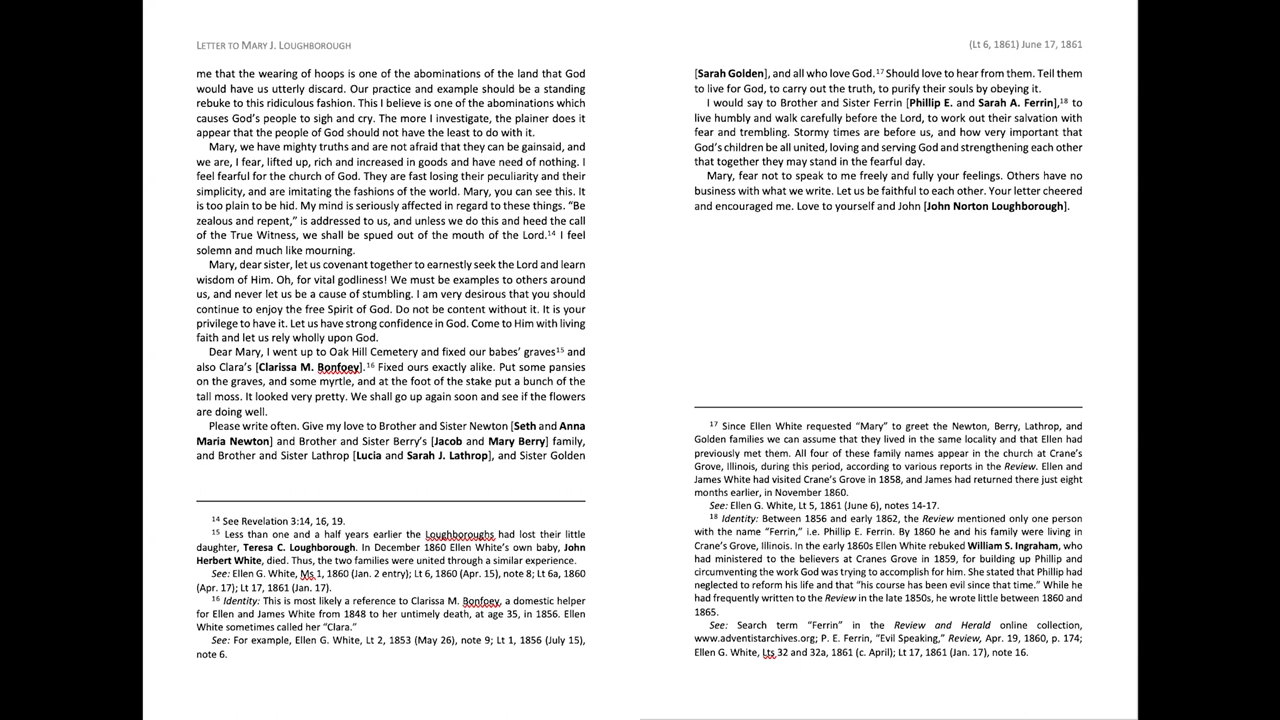 LETTER TO MARY J. LOUGHBOROUGH
me that the wearing of hoops is one of the abominations of the land that God
would have us utterly discard. Our practice and example should be a standing
rebuke to this ridiculous fashion. This I believe is one of the abominations which
causes God's people to sigh and cry. The more I investigate, the plainer does it
appear that the people of God should not have the least to do with it.
Mary, we have mighty truths and are not afraid that they can be gainsaid, and
we are, I fear, lifted up, rich and increased in goods and have need of nothing. I
feel fearful for the church of God. They are fast losing their peculiarity and their
simplicity, and are imitating the fashions of the world. Mary, you can see this. It
is too plain to be hid. My mind is seriously affected in regard to these things. “Be
zealous and repent,” is addressed to us, and unless we do this and heed the call
of the True Witness, we shall be spued out of the mouth of the Lord.¹⁴ I feel
solemn and much like mourning.
Mary, dear sister, let us covenant together to earnestly seek the Lord and learn
wisdom of Him. Oh, for vital godliness! We must be examples to others around
us, and never let us be a cause of stumbling. I am very desirous that you should
continue to enjoy the free Spirit of God. Do not be content without it. It is your
privilege to have it. Let us have strong confidence in God. Come to Him with living
faith and let us rely wholly upon God.
Dear Mary, I went up to Oak Hill Cemetery and fixed our babes' graves¹⁵ and
also Clara's [Clarissa M. Bonfoey].¹⁶ Fixed ours exactly alike. Put some pansies
on the graves, and some myrtle, and at the foot of the stake put a bunch of the
tall moss. It looked very pretty. We shall go up again soon and see if the flowers
are doing well.
Please write often. Give my love to Brother and Sister Newton [Seth and Anna
Maria Newton] and Brother and Sister Berry's [Jacob and Mary Berry] family,
and Brother and Sister Lathrop [Lucia and Sarah J. Lathrop], and Sister Golden
¹⁴ See Revelation 3:14, 16, 19.
¹⁵ Less than one and a half years earlier the Loughboroughs had lost their little
daughter, Teresa C. Loughborough. In December 1860 Ellen White's own baby, John
Herbert White, died. Thus, the two families were united through a similar experience.
See: Ellen G. White, Ms 1, 1860 (Jan. 2 entry); Lt 6, 1860 (Apr. 15), note 8; Lt 6a, 1860
(Apr. 17); Lt 17, 1861 (Jan. 17).
¹⁶ Identity: This is most likely a reference to Clarissa M. Bonfoey, a domestic helper
for Ellen and James White from 1848 to her untimely death, at age 35, in 1856. Ellen
White sometimes called her “Clara.”
See: For example, Ellen G. White, Lt 2, 1853 (May 26), note 9; Lt 1, 1856 (July 15),
note 6.
(Lt 6, 1861) June 17, 1861
[Sarah Golden], and all who love God.¹⁷ Should love to hear from them. Tell them
to live for God, to carry out the truth, to purify their souls by obeying it.
I would say to Brother and Sister Ferrin [Phillip E. and Sarah A. Ferrin],¹⁸ to
live humbly and walk carefully before the Lord, to work out their salvation with
fear and trembling. Stormy times are before us, and how very important that
God's children be all united, loving and serving God and strengthening each other
that together they may stand in the fearful day.
Mary, fear not to speak to me freely and fully your feelings. Others have no
business with what we write. Let us be faithful to each other. Your letter cheered
and encouraged me. Love to yourself and John [John Norton Loughborough].
¹⁷ Since Ellen White requested “Mary” to greet the Newton, Berry, Lathrop, and
Golden families we can assume that they lived in the same locality and that Ellen had
previously met them. All four of these family names appear in the church at Crane's
Grove, Illinois, during this period, according to various reports in the Review. Ellen and
James White had visited Crane's Grove in 1858, and James had returned there just eight
months earlier, in November 1860.
See: Ellen G. White, Lt 5, 1861 (June 6), notes 14-17.
¹⁸ Identity: Between 1856 and early 1862, the Review mentioned only one person
with the name “Ferrin,” i.e. Phillip E. Ferrin. By 1860 he and his family were living in
Crane's Grove, Illinois. In the early 1860s Ellen White rebuked William S. Ingraham, who
had ministered to the believers at Cranes Grove in 1859, for building up Phillip and
circumventing the work God was trying to accomplish for him. She stated that Phillip had
neglected to reform his life and that “his course has been evil since that time.” While he
had frequently written to the Review in the late 1850s, he wrote little between 1860 and
1865.
See: Search term “Ferrin” in the Review and Herald online collection,
www.adventistarchives.org; P. E. Ferrin, “Evil Speaking,” Review, Apr. 19, 1860, p. 174;
Ellen G. White, Lts 32 and 32a, 1861 (c. April); Lt 17, 1861 (Jan. 17), note 16.